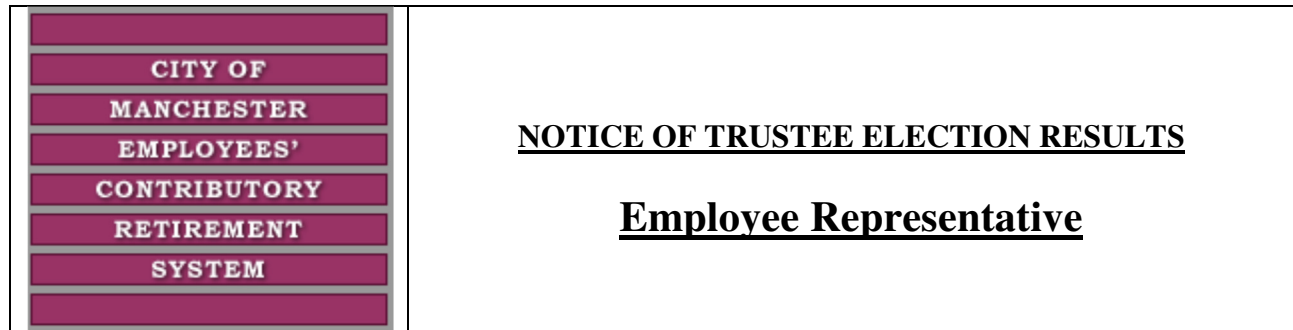 CITY OF
MANCHESTER
EMPLOYEES’
CONTRIBUTORY
RETIREMENT
SYSTEM
NOTICE OF TRUSTEE ELECTION RESULTS
Employee Representative